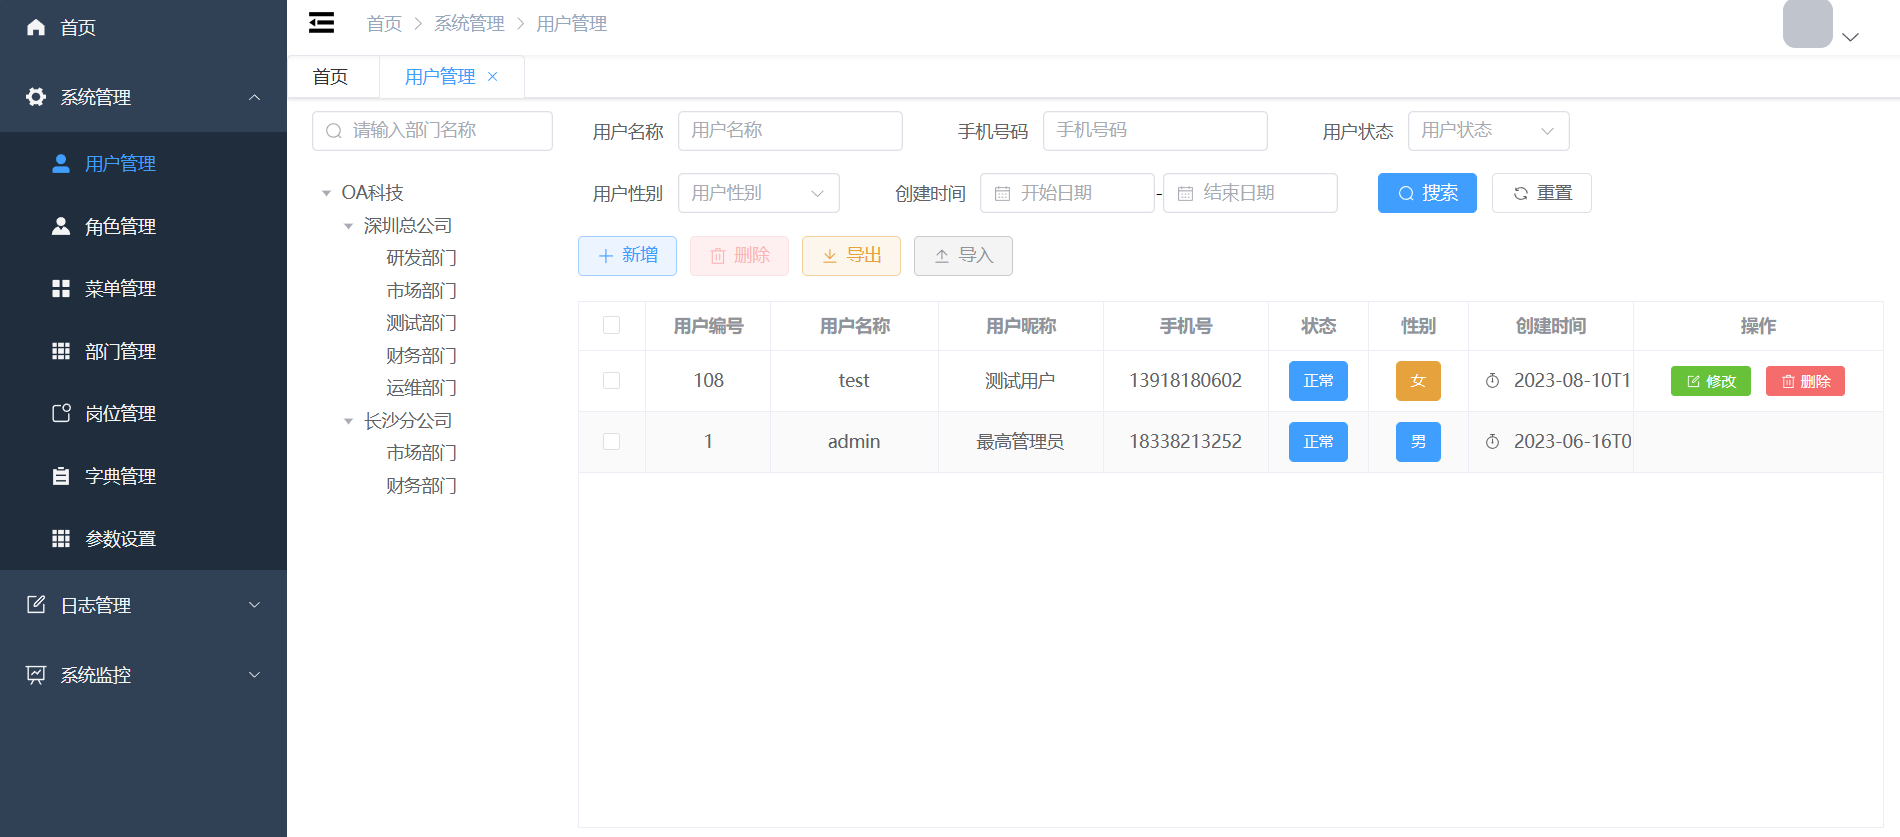 首页
系统管理
用户管理
角色管理
菜单管理
部门管理
岗位管理
字典管理
参数设置
日志管理
系统监控
首页 > 系统管理 > 用户管理
首页 用户管理 ×
请输入部门名称
OA科技
深圳总公司
研发部门
市场部门
测试部门
财务部门
运维部门
长沙分公司
市场部门
财务部门
用户名称 用户名称 手机号码 手机号码 用户状态 用户状态
用户性别 用户性别 创建时间 开始日期 - 结束日期 搜索 重置
新增 删除 导出 导入
用户编号 用户名称 用户昵称 手机号 状态 性别 创建时间 操作
108 test 测试用户 13918180602 正常 女 2023-08-10T1 修改 删除
1 admin 最高管理员 18338213252 正常 男 2023-06-16T0